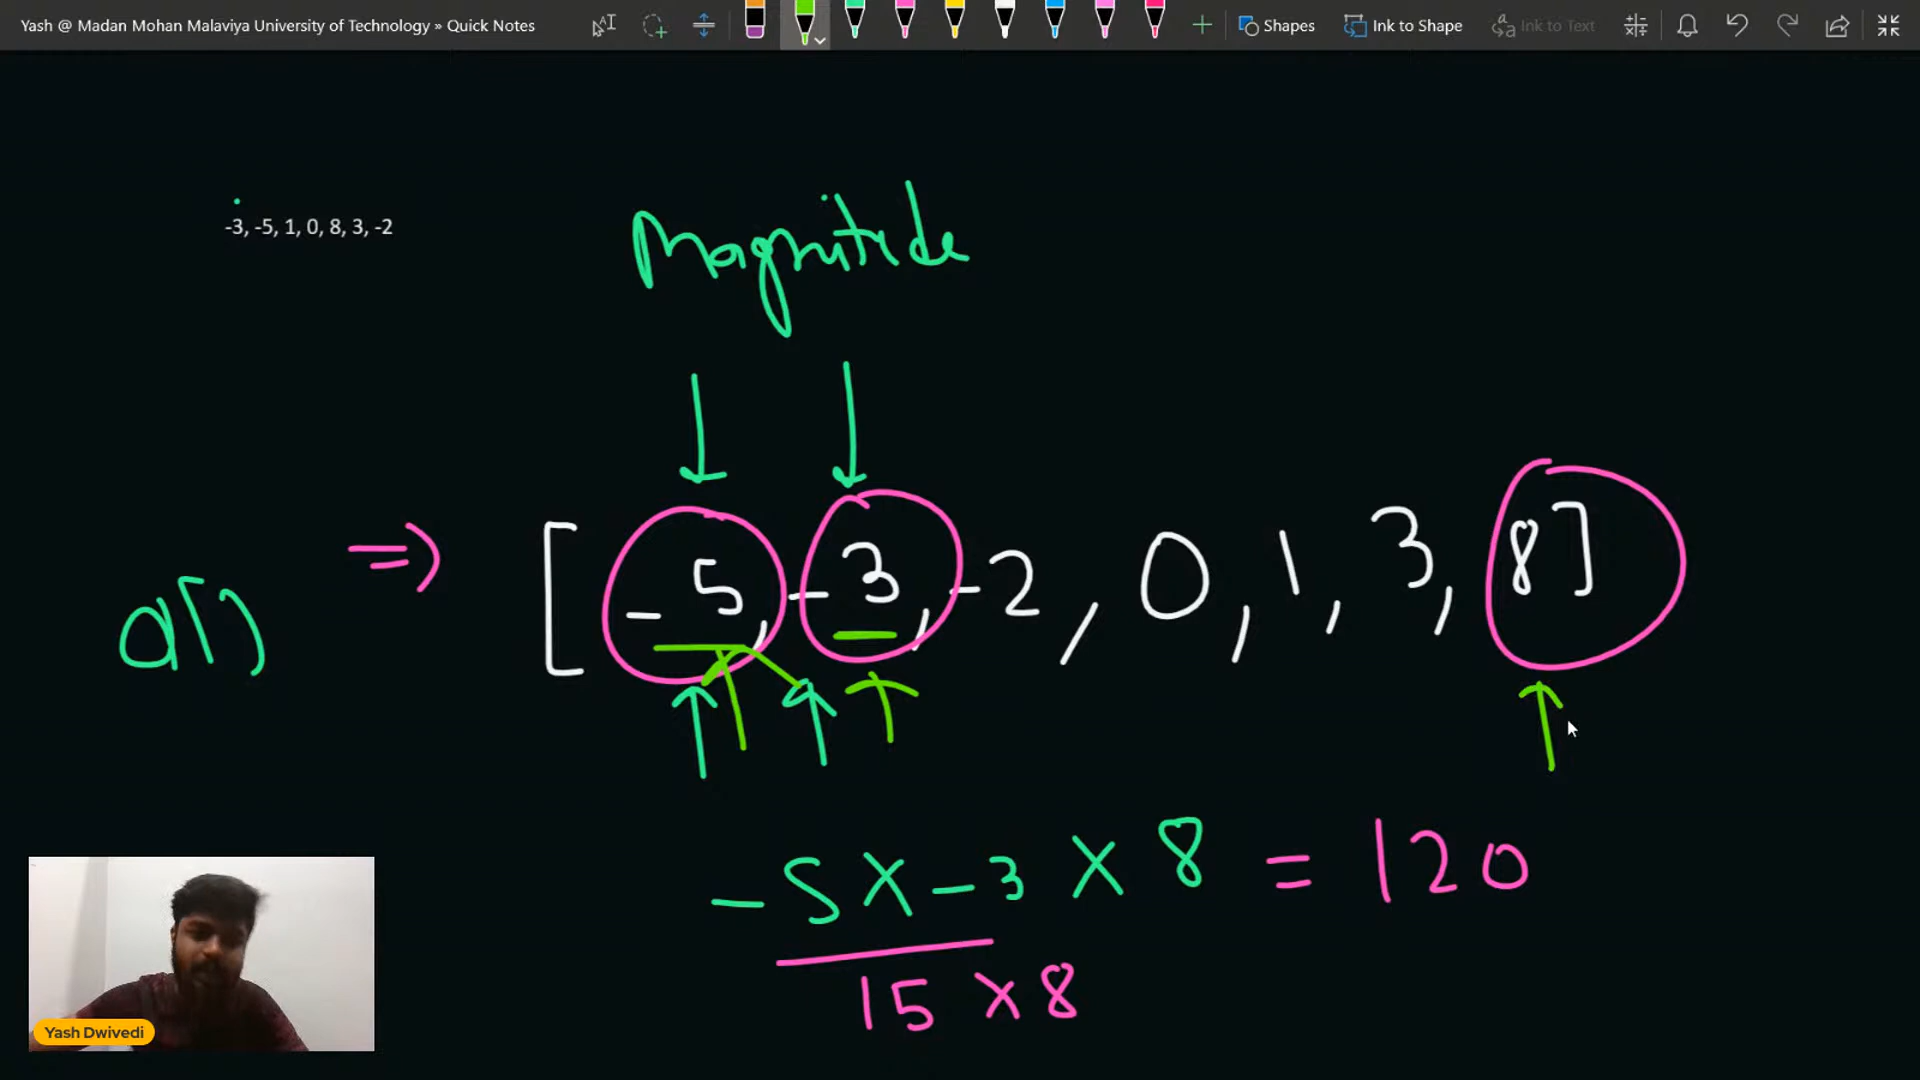 Yash @ Madan Mohan Malaviya University of Technology » Quick Notes
Shapes
Ink to Shape
Ink to Text
-3, -5, 1, 0, 8, 3, -2
Magnitude
a[] => [ -5, -3, -2, 0, 1, 3, 8 ]
-5 X -3 X 8 = 120
15 X 8
Yash Dwivedi